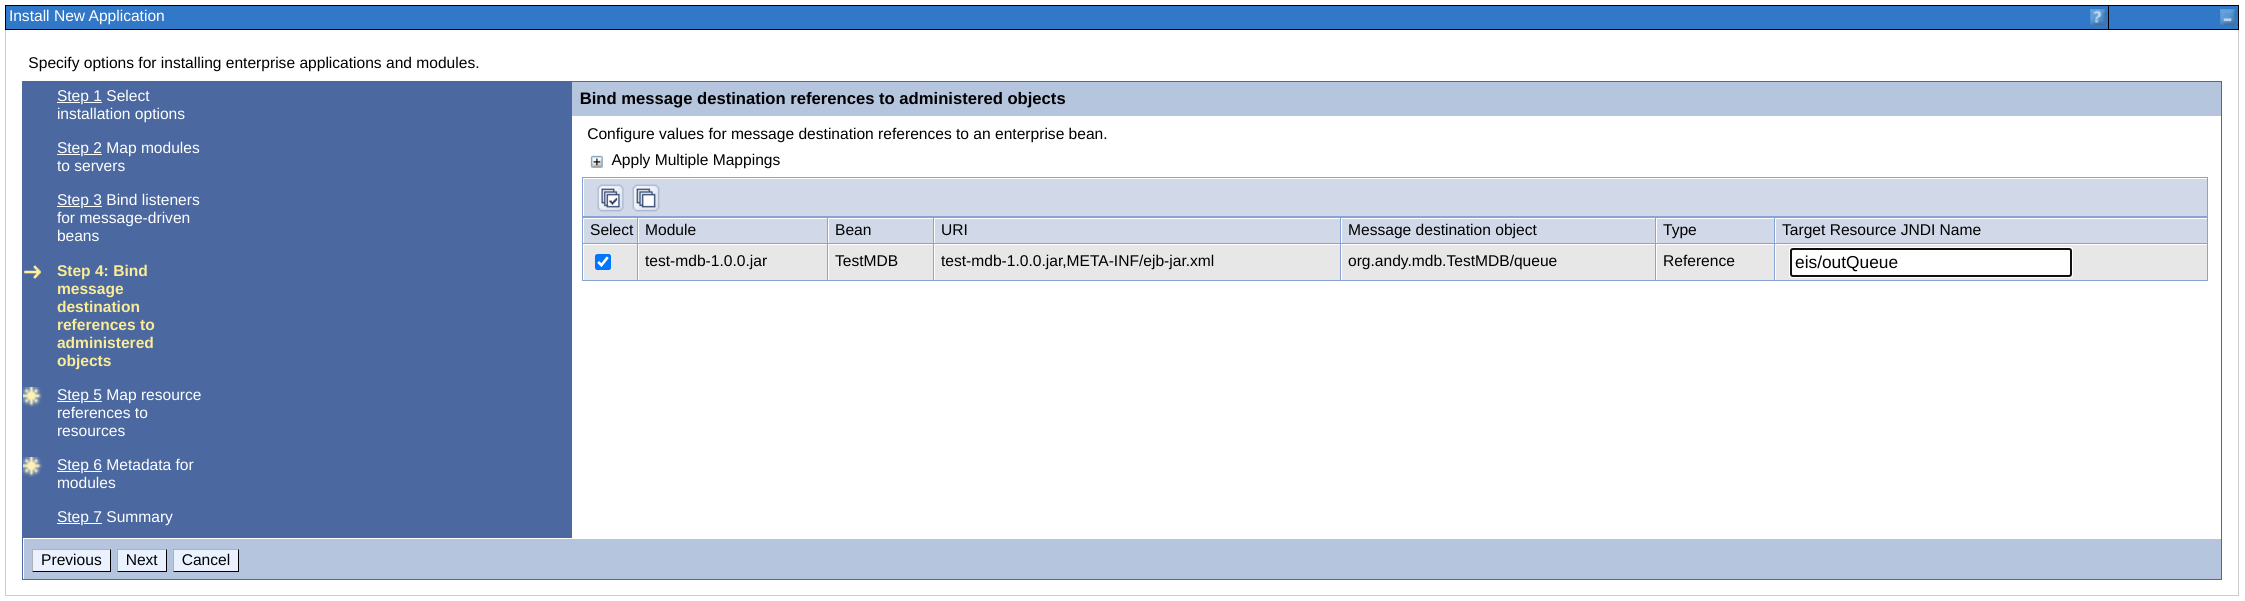 Install New Application
?
Specify options for installing enterprise applications and modules.
Step 1 Select
installation options
Step 2 Map modules
to servers
Step 3 Bind listeners
for message-driven
beans
Step 4: Bind
message
destination
references to
administered
objects
Step 5 Map resource
references to
resources
Step 6 Metadata for
modules
Step 7 Summary
Bind message destination references to administered objects
Configure values for message destination references to an enterprise bean.
Apply Multiple Mappings
Select Module Bean URI Message destination object Type Target Resource JNDI Name
test-mdb-1.0.0.jar TestMDB test-mdb-1.0.0.jar,META-INF/ejb-jar.xml org.andy.mdb.TestMDB/queue Reference eis/outQueue
Previous Next Cancel